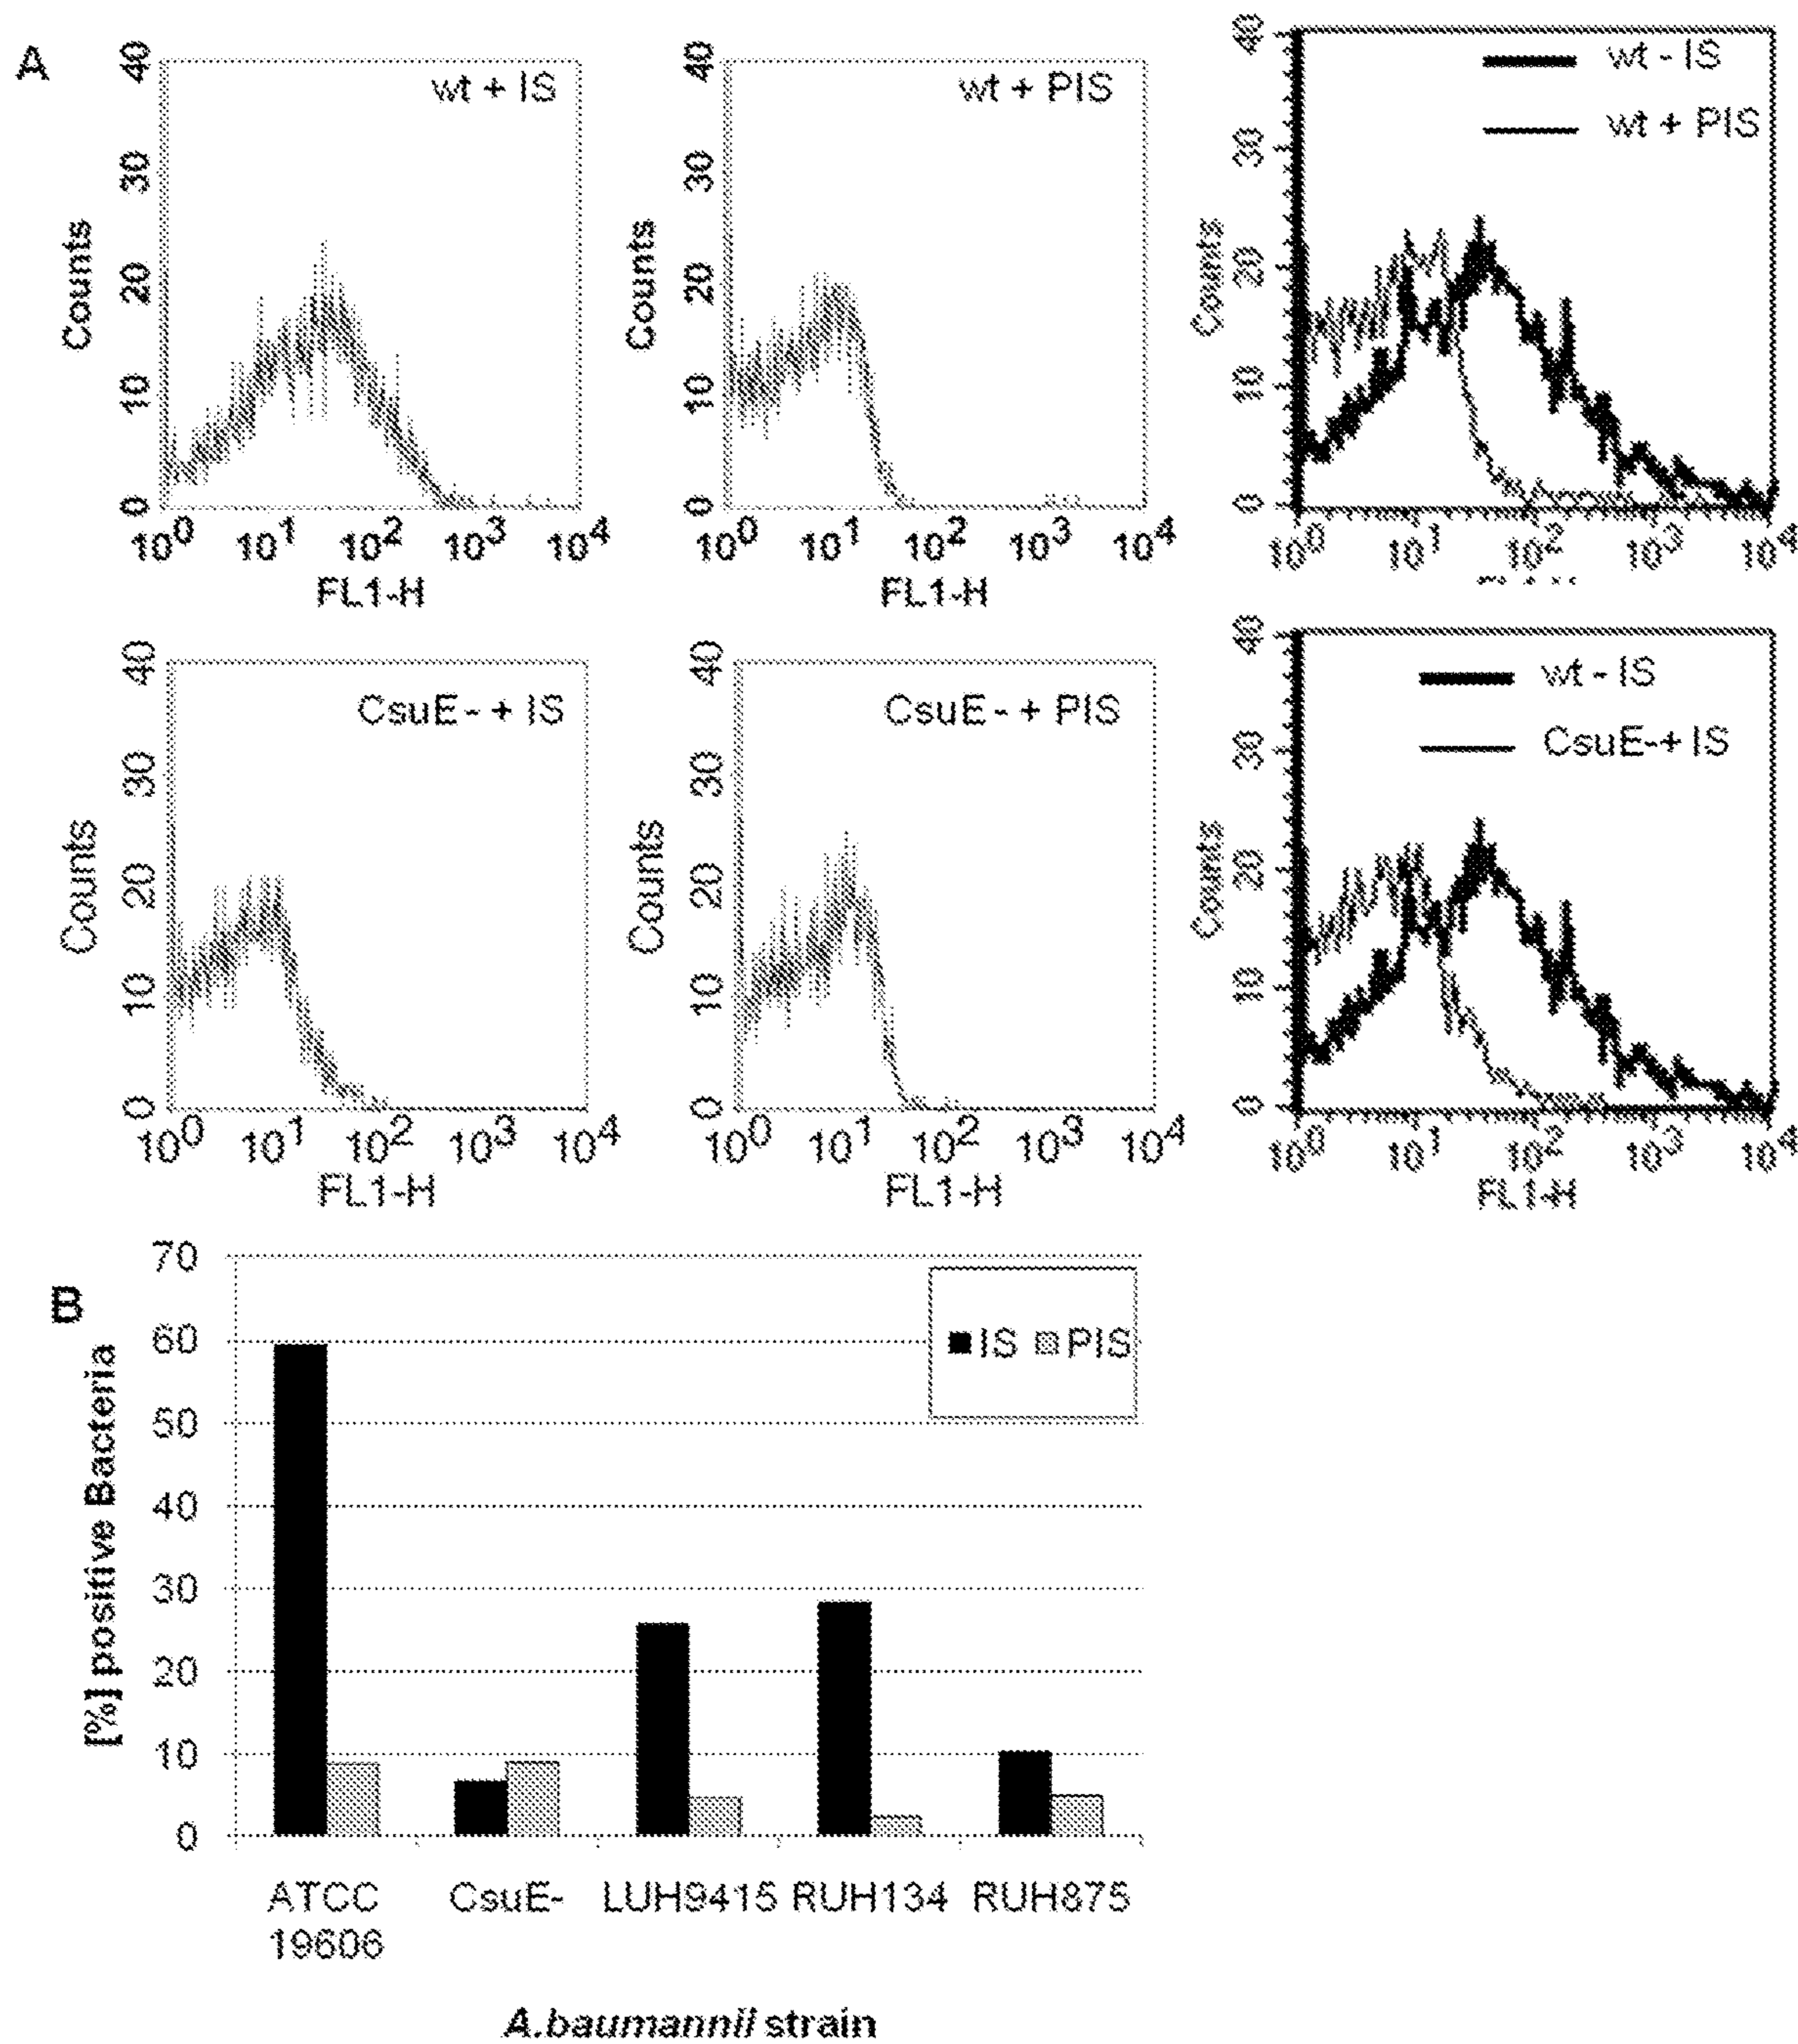 A
wt + IS
40
30
20
10
0
Counts
10^0 10^1 10^2 10^3 10^4
FL1-H
wt + PIS
40
30
20
10
0
Counts
10^0 10^1 10^2 10^3 10^4
FL1-H
wt - IS
wt + PIS
40
30
20
10
0
Counts
10^0 10^1 10^2 10^3 10^4
CsuE- + IS
40
30
20
10
0
Counts
10^0 10^1 10^2 10^3 10^4
FL1-H
CsuE- + PIS
40
30
20
10
0
Counts
10^0 10^1 10^2 10^3 10^4
FL1-H
wt - IS
CsuE-+ IS
40
30
20
10
0
Counts
10^0 10^1 10^2 10^3 10^4
FL1-H
B
IS PIS
70
60
50
40
30
20
10
0
[%] positive Bacteria
ATCC 19606
CsuE-
LUH9415
RUH134
RUH875
A.baumannii strain